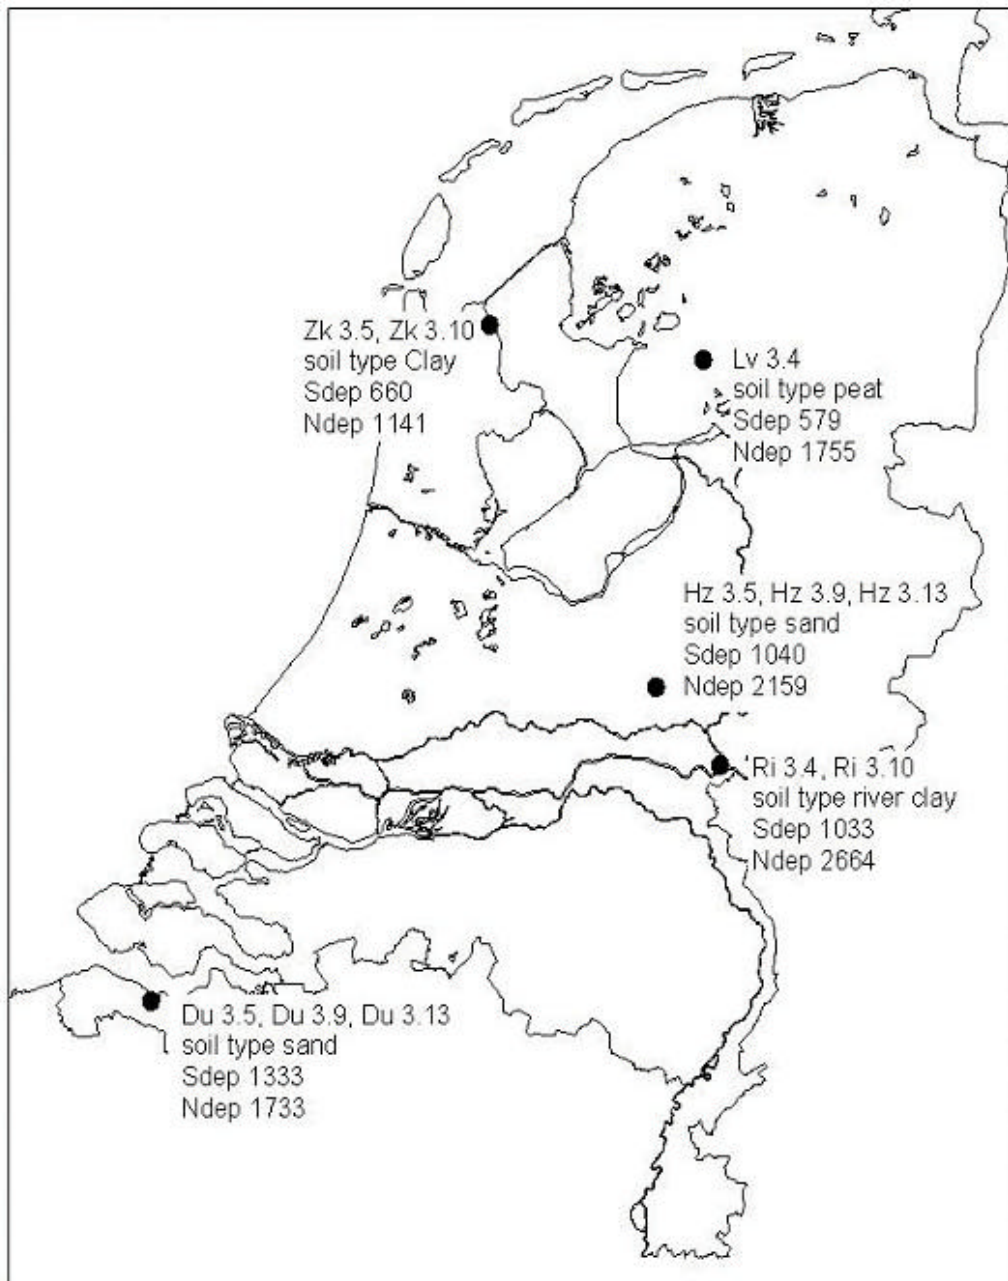 Zk 3.5, Zk 3.10
soil type Clay
Sdep 660
Ndep 1141
Lv 3.4
soil type peat
Sdep 579
Ndep 1755
Hz 3.5, Hz 3.9, Hz 3.13
soil type sand
Sdep 1040
Ndep 2159
Ri 3.4, Ri 3.10
soil type river clay
Sdep 1033
Ndep 2664
Du 3.5, Du 3.9, Du 3.13
soil type sand
Sdep 1333
Ndep 1733